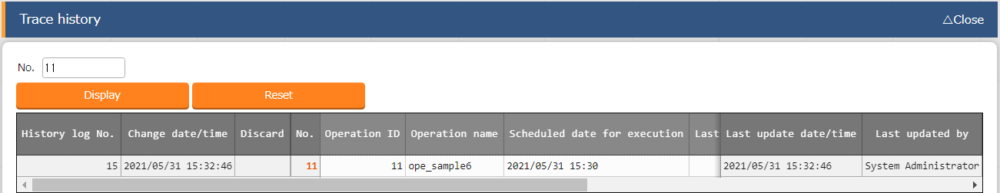 Trace history △Close
No. 11
Display Reset
History log No. Change date/time Discard No. Operation ID Operation name Scheduled date for execution Last Last update date/time Last updated by
15 2021/05/31 15:32:46 11 11 ope_sample6 2021/05/31 15:30 2021/05/31 15:32:46 System Administrator